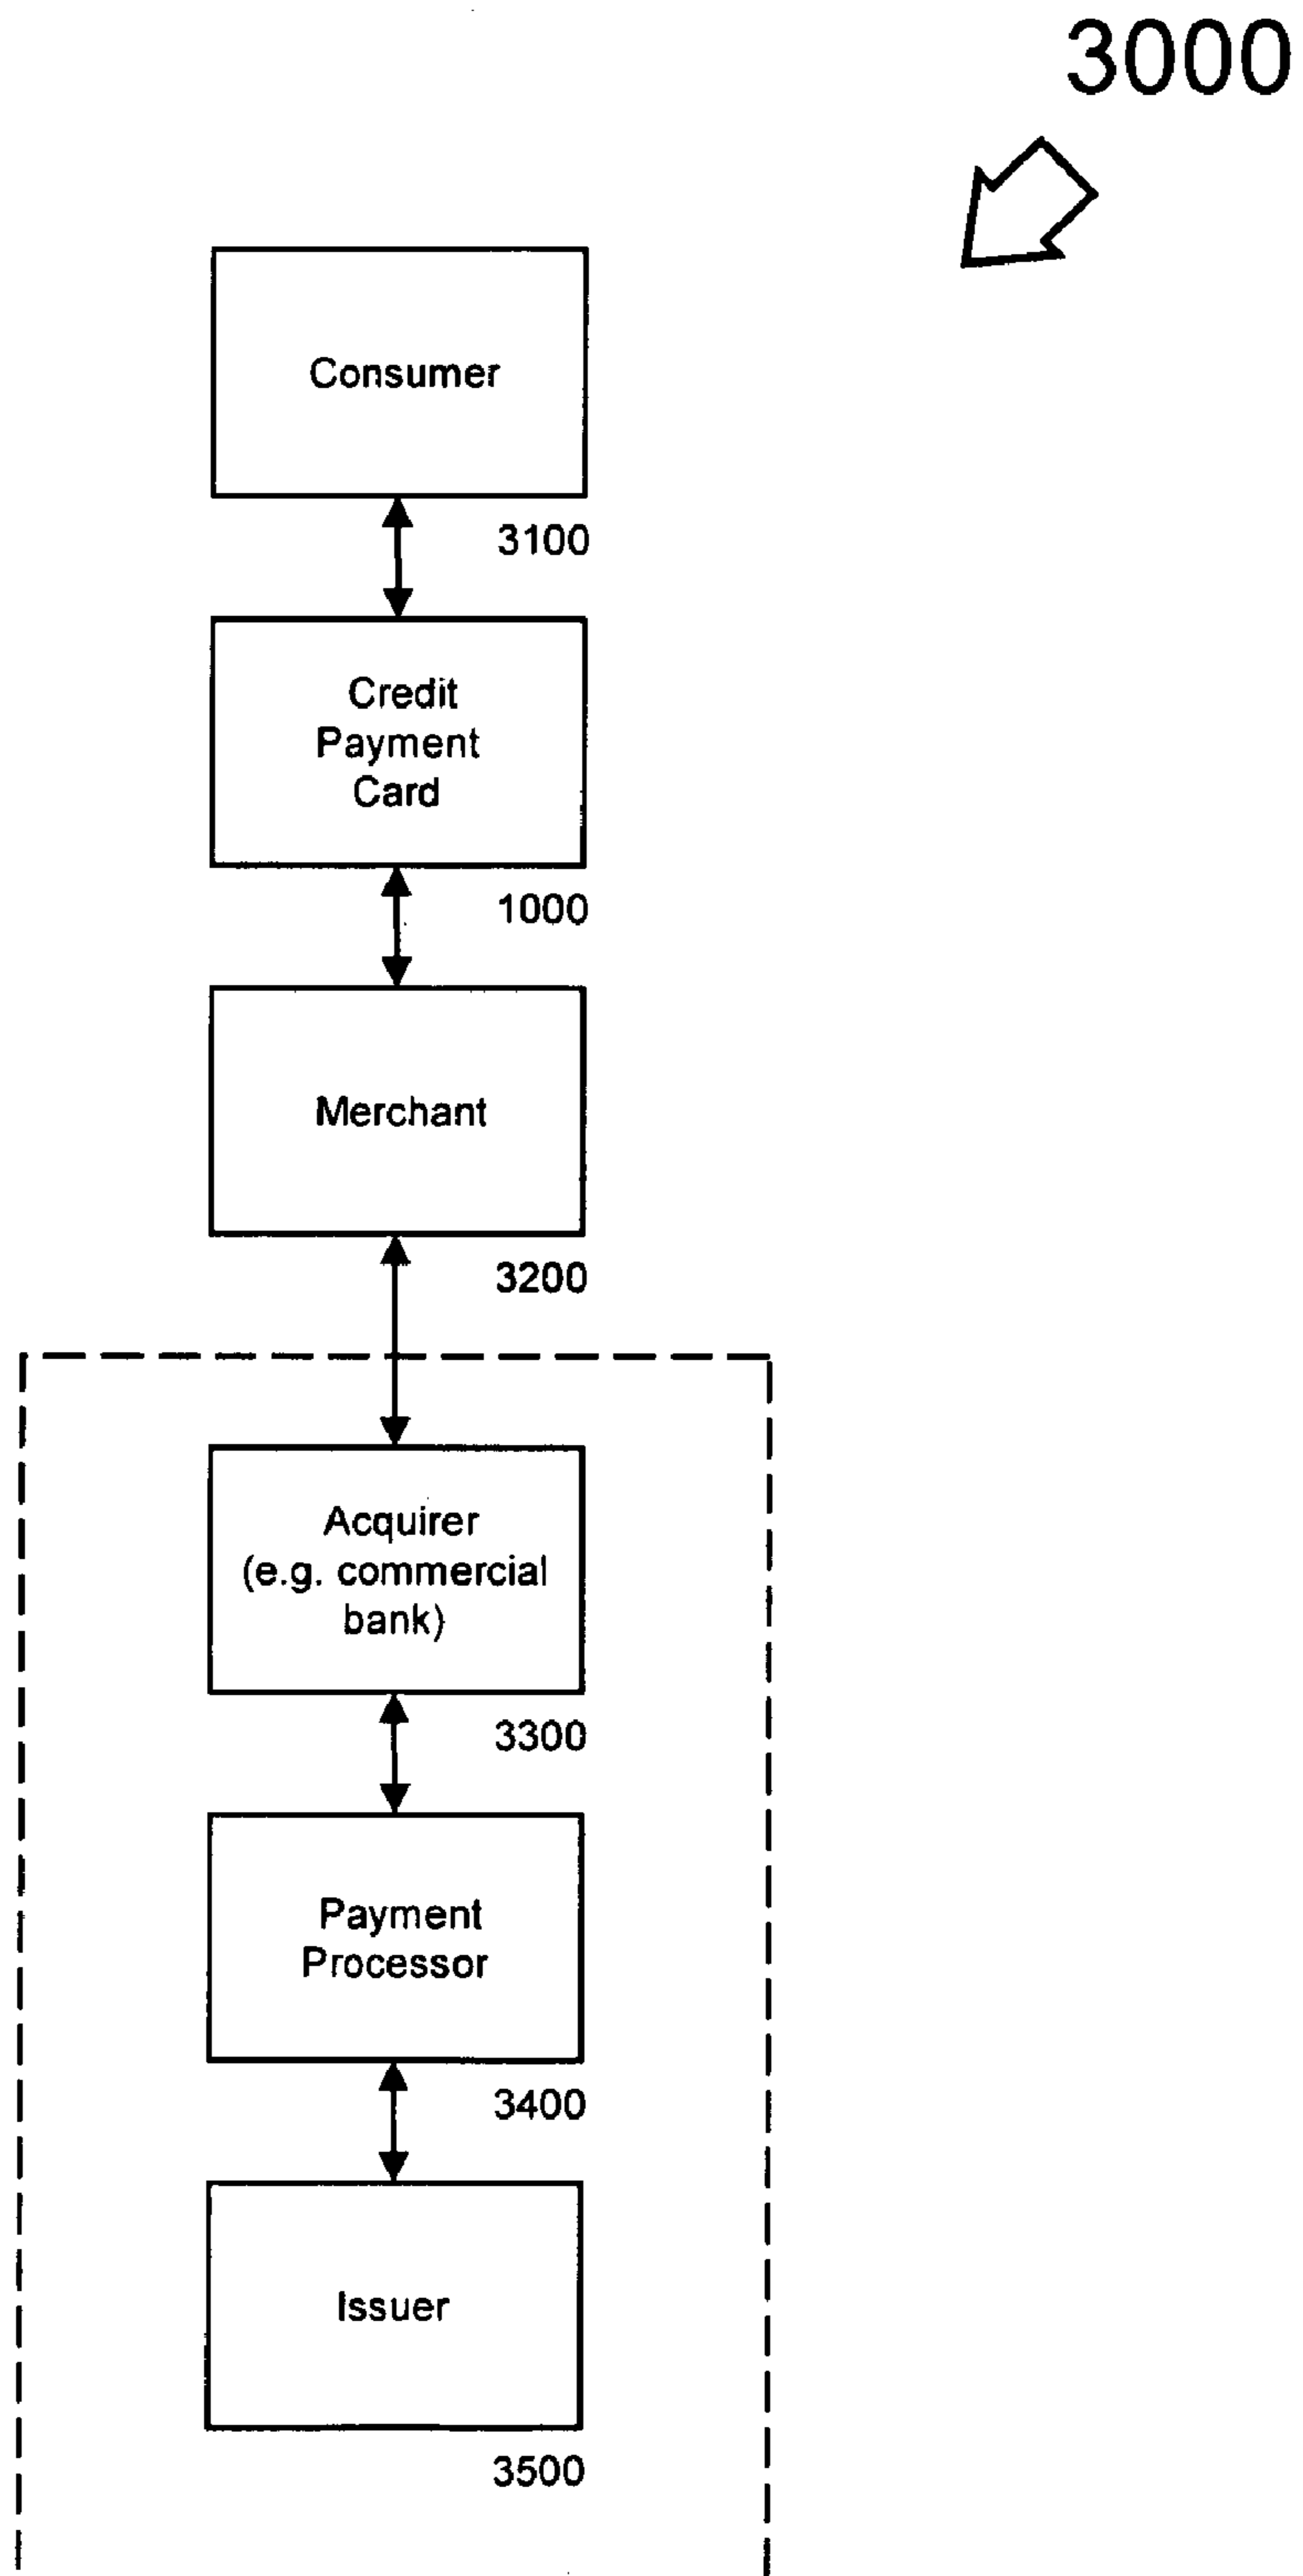 3000
Consumer
3100
Credit
Payment
Card
1000
Merchant
3200
Acquirer
(e.g. commercial
bank)
3300
Payment
Processor
3400
Issuer
3500